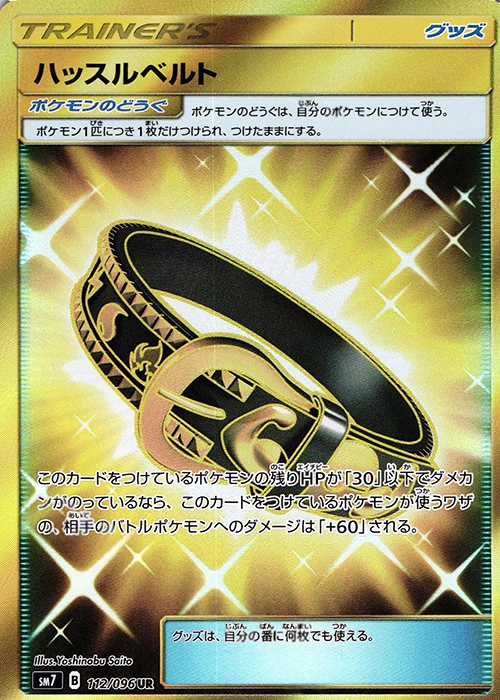 TRAINER'S グッズ
ハッスルベルト
ポケモンのどうぐ ポケモンのどうぐは、自分のポケモンにつけて使う。
ポケモン1匹につき1枚だけつけられ、つけたままにする。
このカードをつけているポケモンの残りHPが「30」以下でダメカ
ンがのっているなら、このカードをつけているポケモンが使うワザ
の、相手のバトルポケモンへのダメージは「+60」される。
グッズは、自分の番に何枚でも使える。
Illus.Yoshinobu Saito
SM7 B 112/096 UR